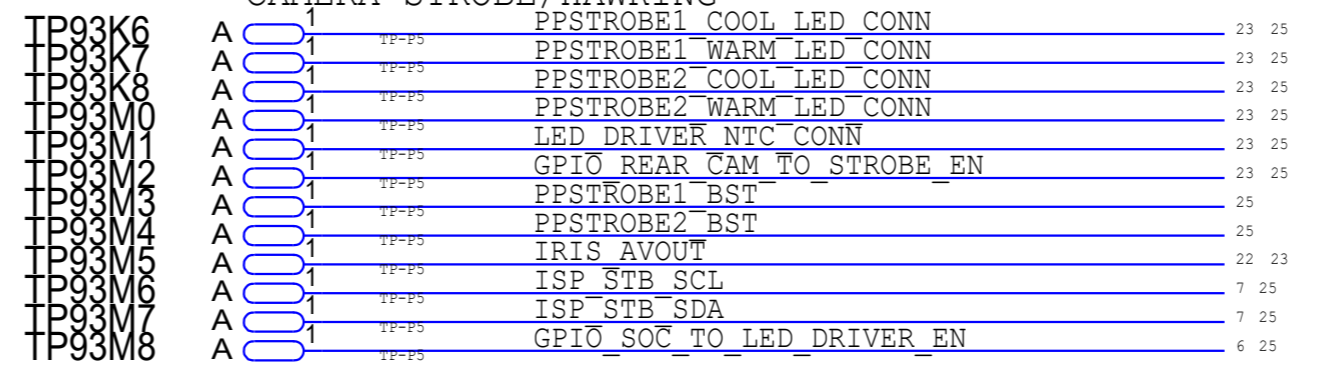 CAMERA STROBE/HAWKING
TP93K6 A 1 TP-P5 PPSTROBE1_COOL_LED_CONN 23 25
TP93K7 A 1 TP-P5 PPSTROBE1_WARM_LED_CONN 23 25
TP93K8 A 1 TP-P5 PPSTROBE2_COOL_LED_CONN 23 25
TP93M0 A 1 TP-P5 PPSTROBE2_WARM_LED_CONN 23 25
TP93M1 A 1 TP-P5 LED_DRIVER_NTC_CONN 23 25
TP93M2 A 1 TP-P5 GPIO_REAR_CAM_TO_STROBE_EN 23 25
TP93M3 A 1 TP-P5 PPSTROBE1_BST 25
TP93M4 A 1 TP-P5 PPSTROBE2_BST 25
TP93M5 A 1 TP-P5 IRIS_AVOUT 22 23
TP93M6 A 1 TP-P5 ISP_STB_SCL 7 25
TP93M7 A 1 TP-P5 ISP_STB_SDA 7 25
TP93M8 A 1 TP-P5 GPIO_SOC_TO_LED_DRIVER_EN 6 25